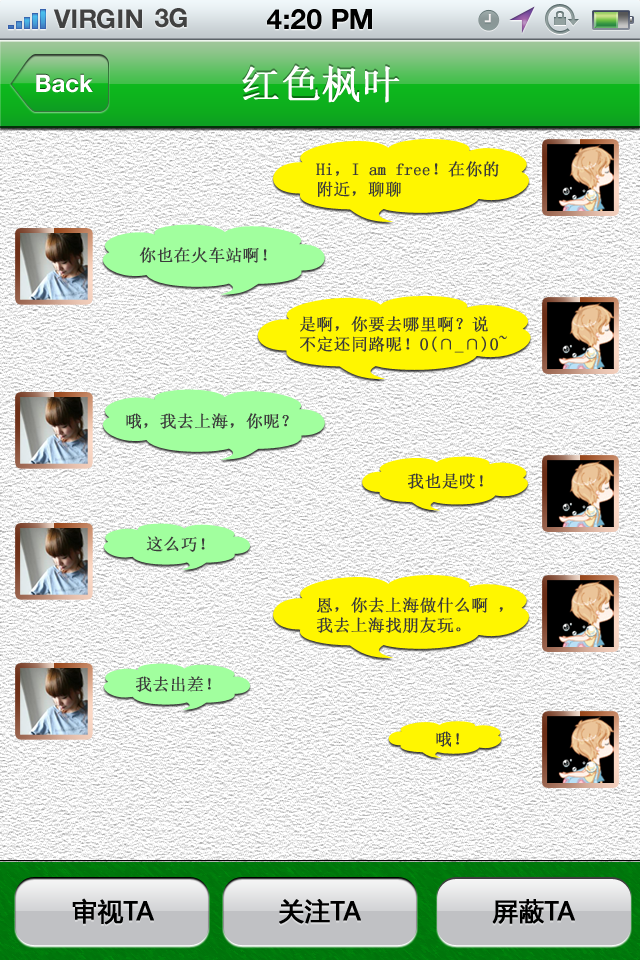 VIRGIN 3G 4:20 PM
Back 红色枫叶
Hi，I am free！在你的
附近，聊聊
你也在火车站啊！
是啊，你要去哪里啊？说
不定还同路呢！O(∩_∩)O~
哦，我去上海，你呢？
我也是哎！
这么巧！
恩，你去上海做什么啊 ，
我去上海找朋友玩。
我去出差！
哦！
审视TA 关注TA 屏蔽TA